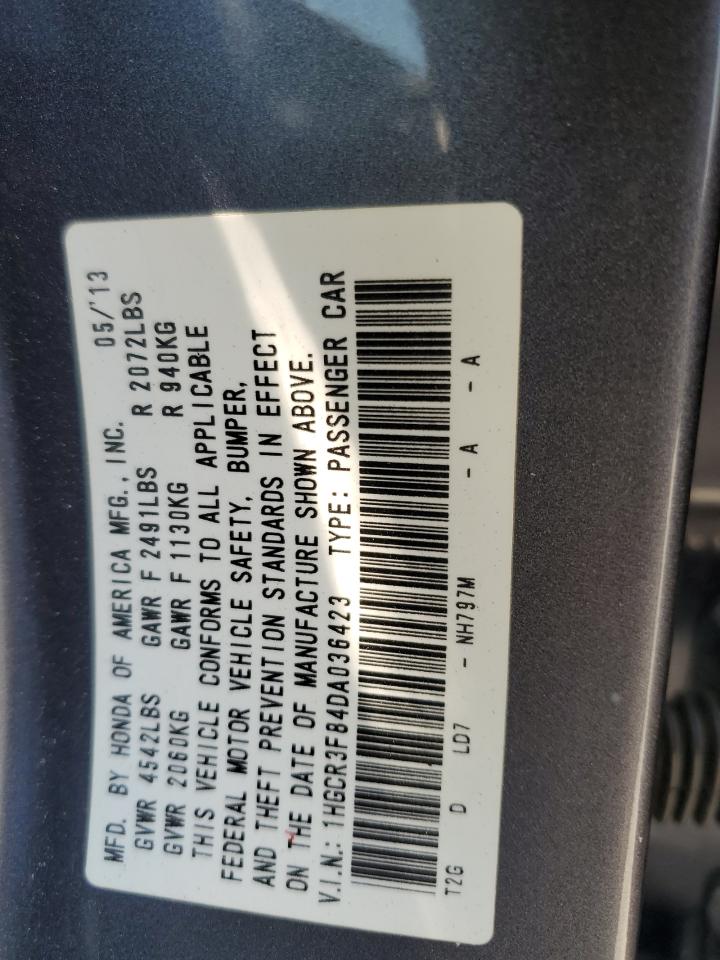 MFD. BY HONDA OF AMERICA MFG., INC. 05/'13
GVWR 4542LBS GAWR F 2491LBS R 2072LBS
GVWR 2060KG GAWR F 1130KG R 940KG
THIS VEHICLE CONFORMS TO ALL APPLICABLE
FEDERAL MOTOR VEHICLE SAFETY, BUMPER,
AND THEFT PREVENTION STANDARDS IN EFFECT
ON THE DATE OF MANUFACTURE SHOWN ABOVE.
V.I.N.: 1HGCR3F84DA036423 TYPE: PASSENGER CAR
T2G D LD7 - NH797M - A - A